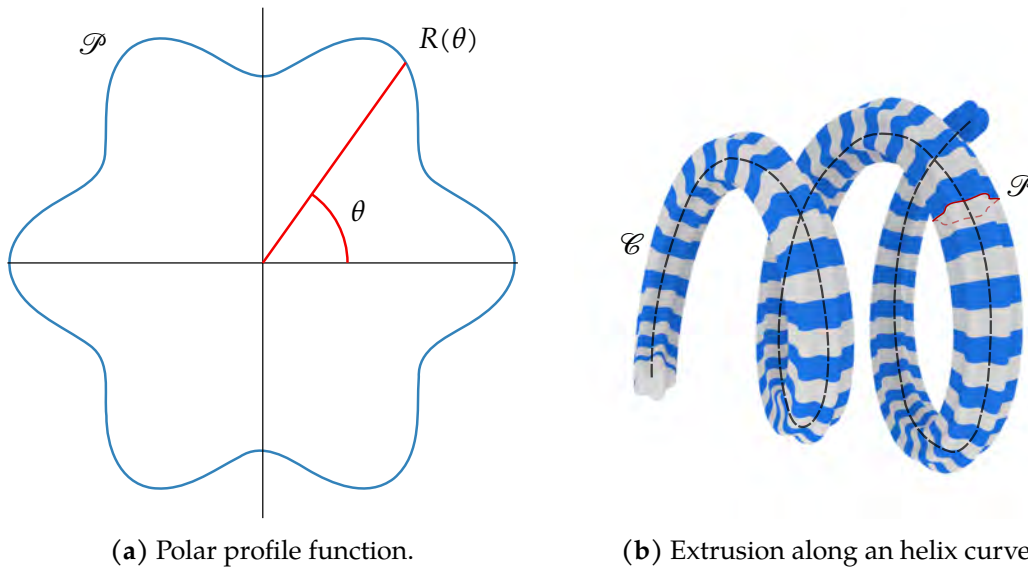 𝒫
R(θ)
θ
𝒫
𝒞
(a) Polar profile function.
(b) Extrusion along an helix curve